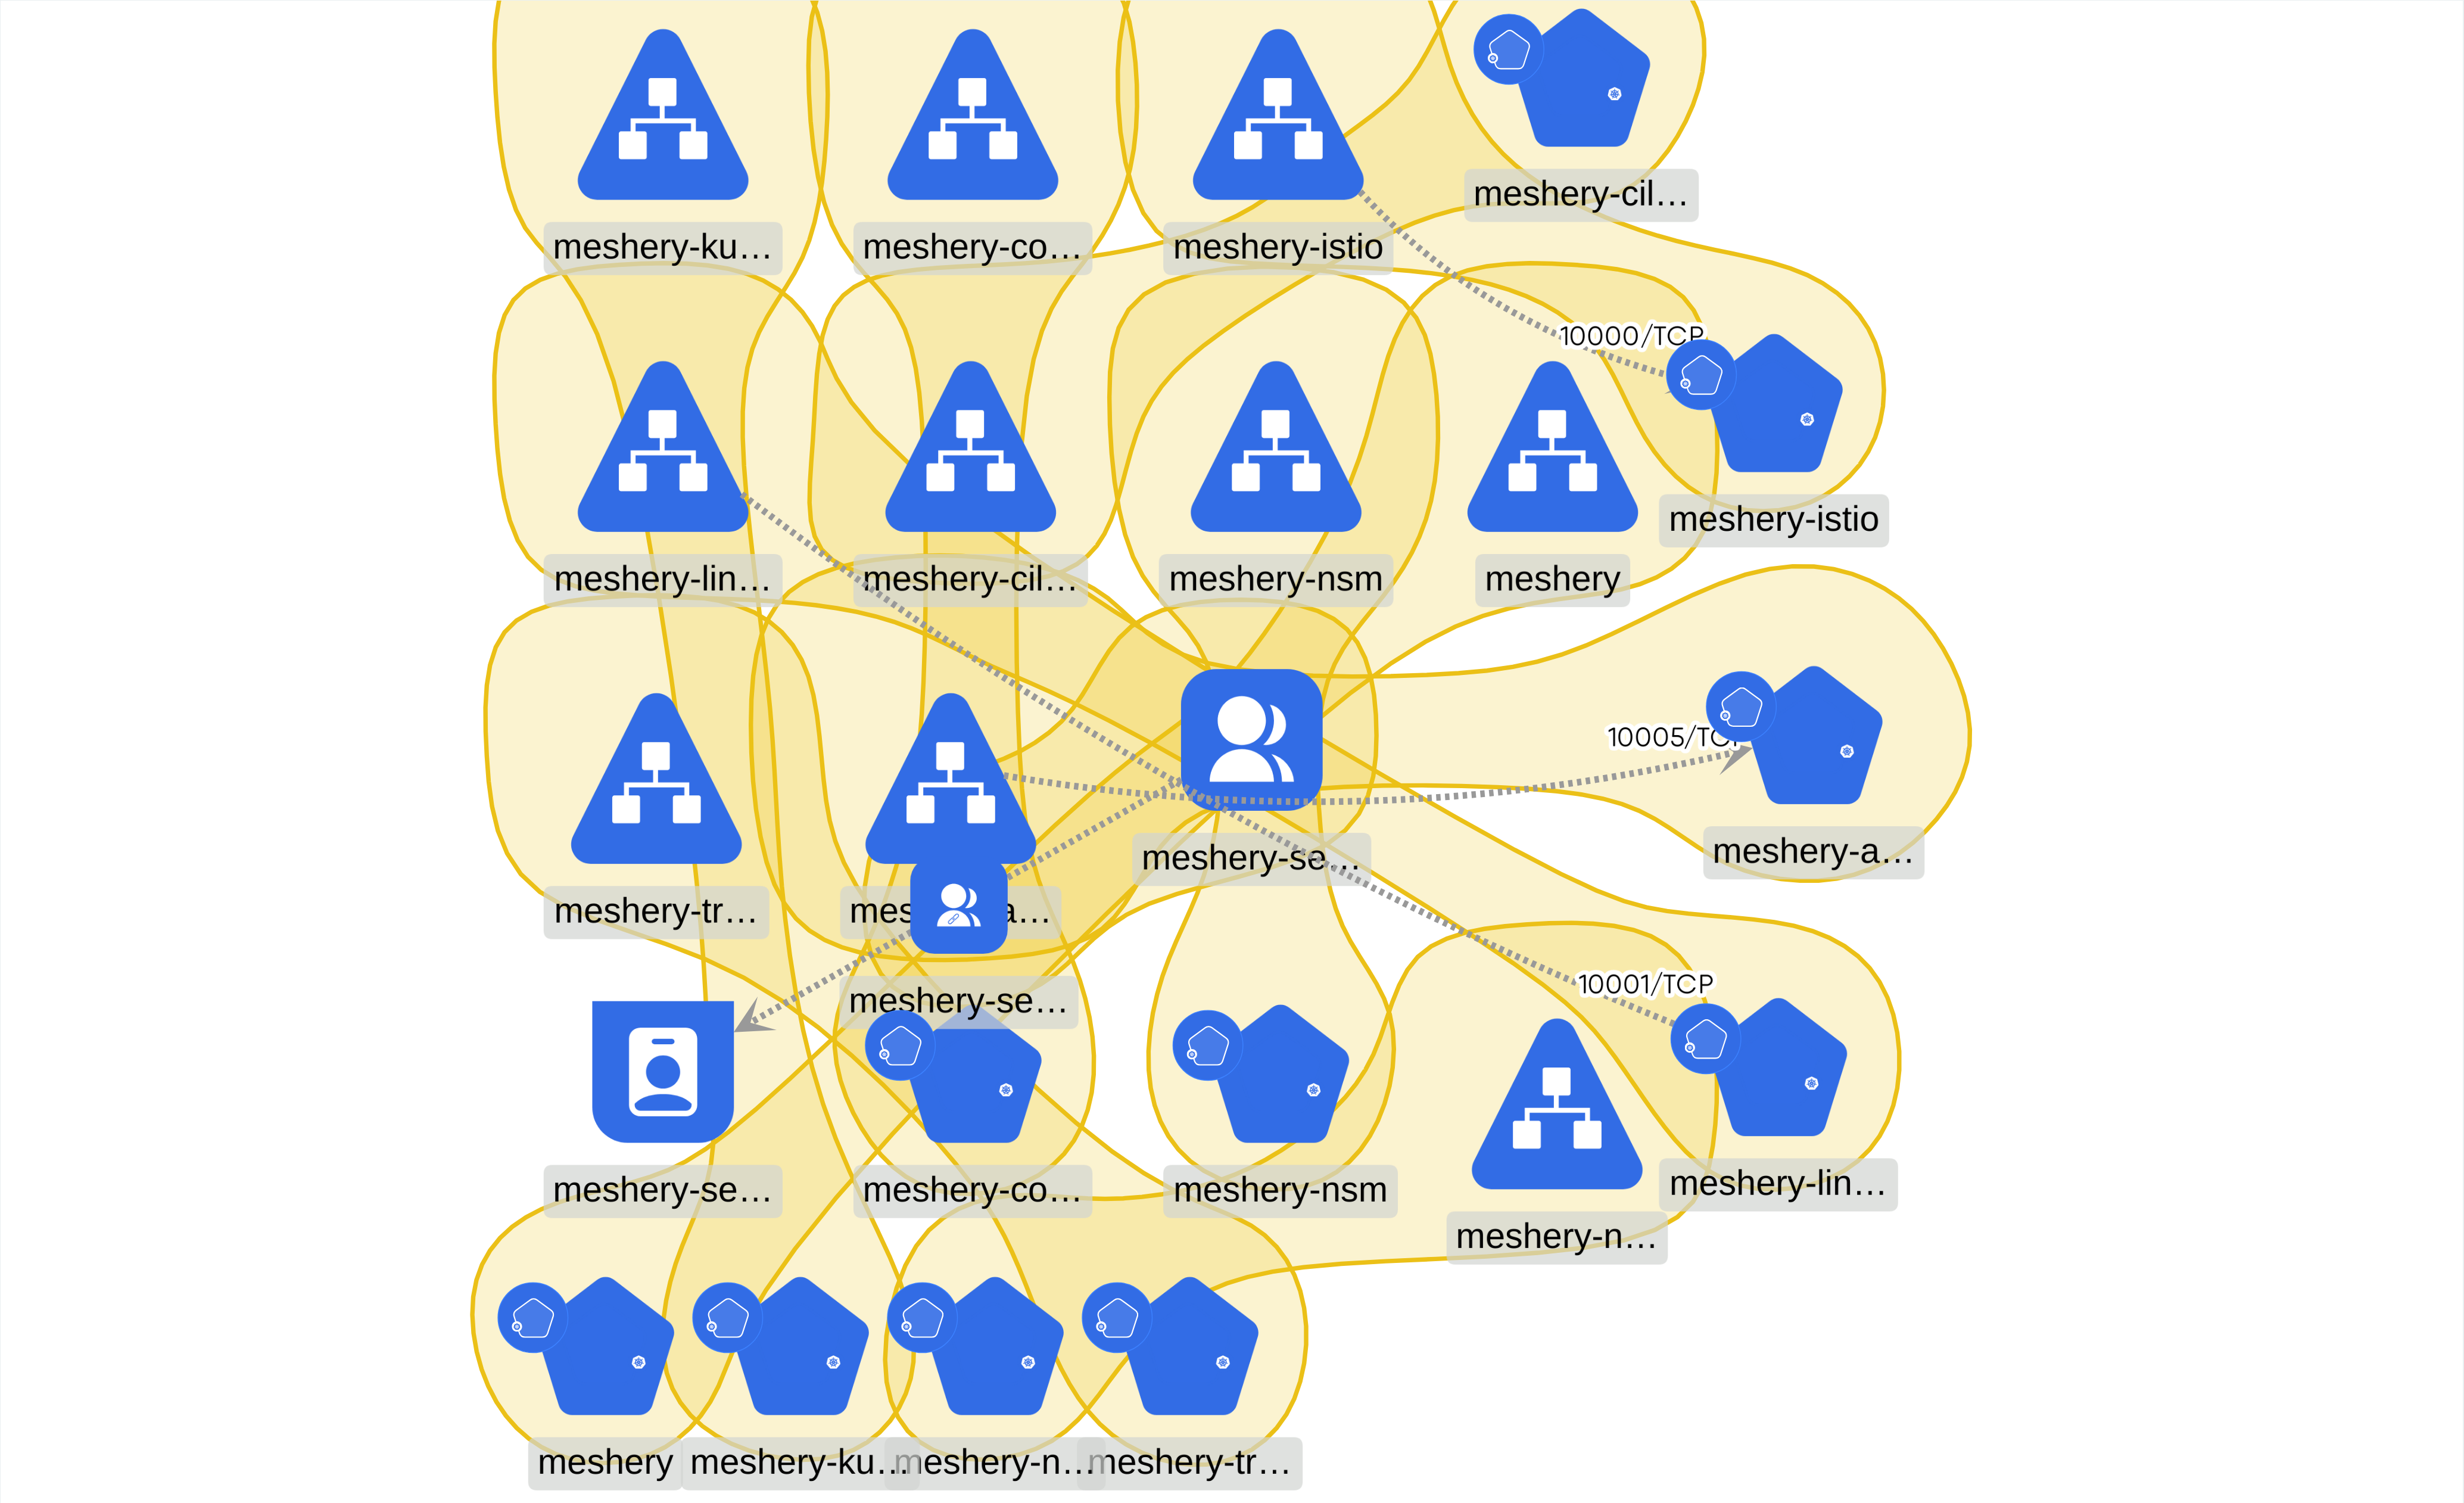 meshery-cil…
meshery-ku…
meshery-co…
meshery-istio
10000/TCP
meshery-istio
meshery-lin…
meshery-cil…
meshery-nsm
meshery
10005/TCP
meshery-a…
meshery-se…
meshery-tr…
meshery-se…
10001/TCP
meshery-se…
meshery-co…
meshery-nsm
meshery-lin…
meshery-n…
meshery
meshery-ku…
meshery-n…
meshery-tr…